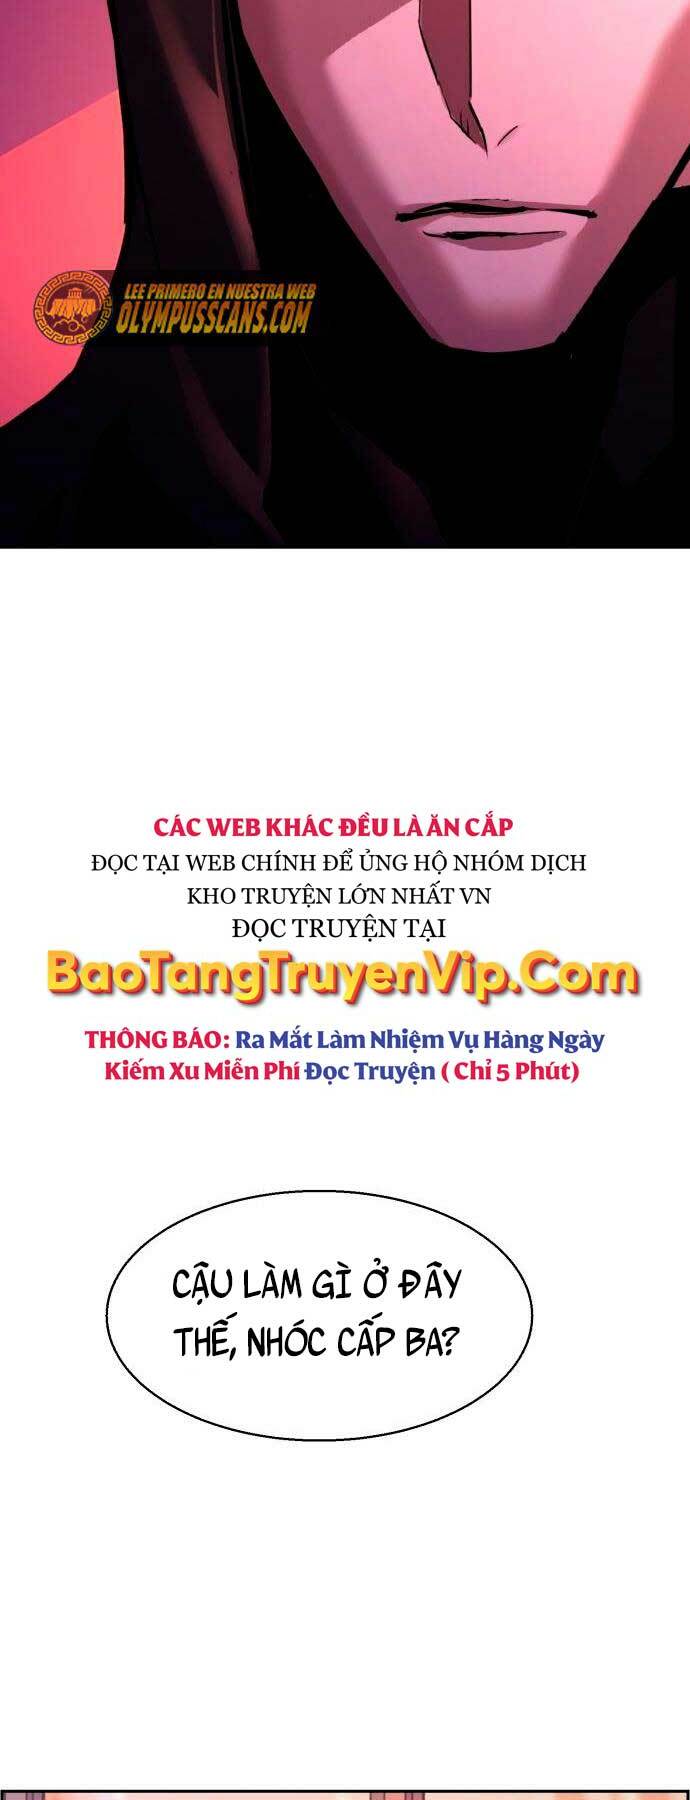 LEE PRIMERO EN NUESTRA WEB
OLYMPUSSCANS.COM
CÁC WEB KHÁC ĐỀU LÀ ĂN CẮP
ĐỌC TẠI WEB CHÍNH ĐỂ ỦNG HỘ NHÓM DỊCH
KHO TRUYỆN LỚN NHẤT VN
ĐỌC TRUYỆN TẠI
BaoTangTruyenVip.Com
THÔNG BÁO: Ra Mắt Làm Nhiệm Vụ Hàng Ngày
Kiếm Xu Miễn Phí Đọc Truyện ( Chỉ 5 Phút)
CẬU LÀM GÌ Ở ĐÂY
THẾ, NHÓC CẤP BA?